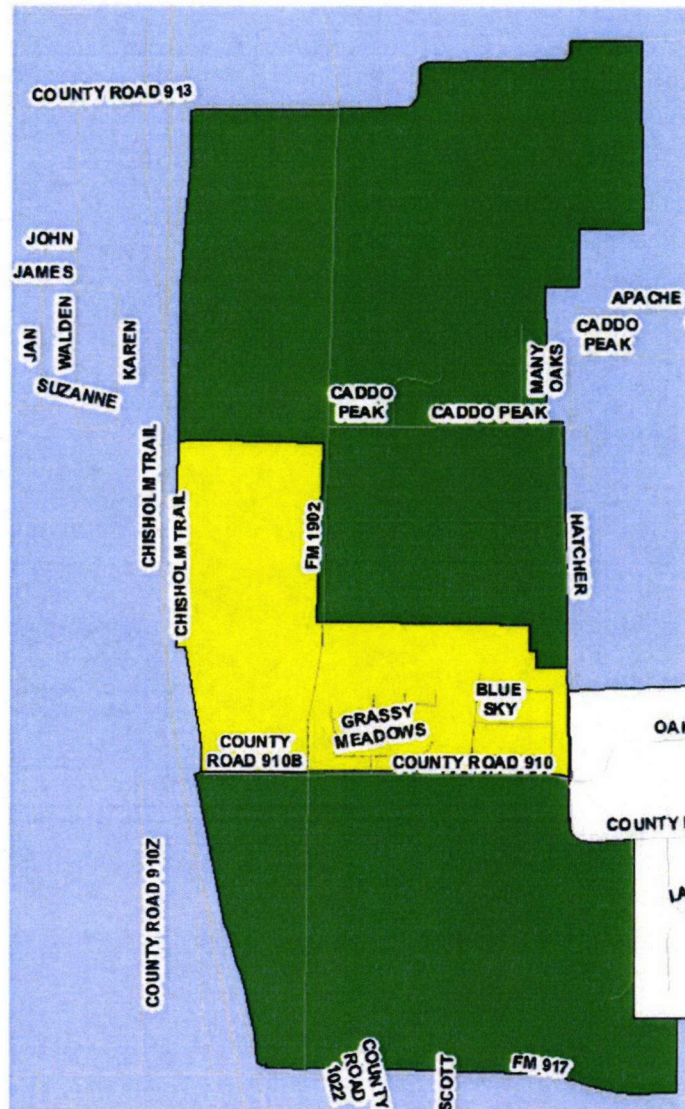 COUNTY ROAD 913
JOHN
JAMES
APACHE
JAN
WALDEN
KAREN
CADDO
PEAK
MANY
OAKS
SUZANNE
CADDO
PEAK
CADDO PEAK
CHISHOLM TRAIL
CHISHOLM TRAIL
FM 1902
HATCHER
BLUE
SKY
GRASSY
MEADOWS
COUNTY
ROAD 910B
COUNTY ROAD 910
COUNTY ROAD 910Z
COUNTY
ROAD
1022
SCOTT
FM 917